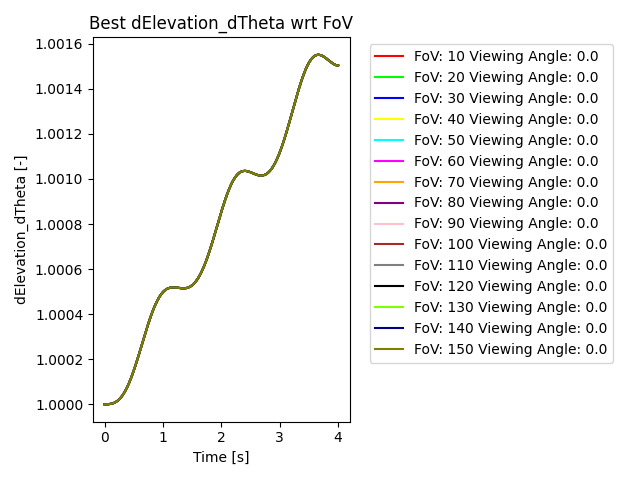 Best dElevation_dTheta wrt FoV
dElevation_dTheta [-]
1.0016
1.0014
1.0012
1.0010
1.0008
1.0006
1.0004
1.0002
1.0000
0 1 2 3 4
Time [s]
FoV: 10 Viewing Angle: 0.0
FoV: 20 Viewing Angle: 0.0
FoV: 30 Viewing Angle: 0.0
FoV: 40 Viewing Angle: 0.0
FoV: 50 Viewing Angle: 0.0
FoV: 60 Viewing Angle: 0.0
FoV: 70 Viewing Angle: 0.0
FoV: 80 Viewing Angle: 0.0
FoV: 90 Viewing Angle: 0.0
FoV: 100 Viewing Angle: 0.0
FoV: 110 Viewing Angle: 0.0
FoV: 120 Viewing Angle: 0.0
FoV: 130 Viewing Angle: 0.0
FoV: 140 Viewing Angle: 0.0
FoV: 150 Viewing Angle: 0.0